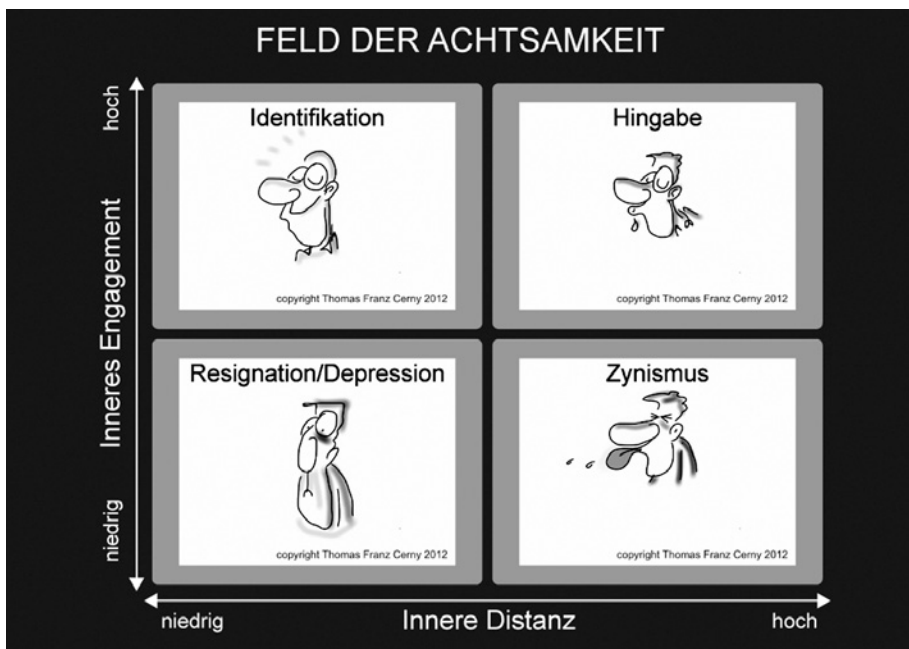 FELD DER ACHTSAMKEIT
hoch
Inneres Engagement
niedrig
Identifikation
copyright Thomas Franz Cerny 2012
Hingabe
copyright Thomas Franz Cerny 2012
Resignation/Depression
copyright Thomas Franz Cerny 2012
Zynismus
copyright Thomas Franz Cerny 2012
niedrig
Innere Distanz
hoch